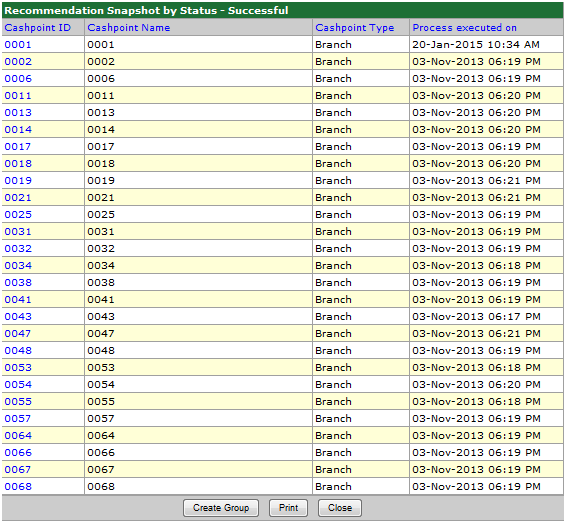 Recommendation Snapshot by Status - Successful
Cashpoint ID Cashpoint Name Cashpoint Type Process executed on
0001 0001 Branch 20-Jan-2015 10:34 AM
0002 0002 Branch 03-Nov-2013 06:19 PM
0006 0006 Branch 03-Nov-2013 06:19 PM
0011 0011 Branch 03-Nov-2013 06:20 PM
0013 0013 Branch 03-Nov-2013 06:20 PM
0014 0014 Branch 03-Nov-2013 06:20 PM
0017 0017 Branch 03-Nov-2013 06:19 PM
0018 0018 Branch 03-Nov-2013 06:20 PM
0019 0019 Branch 03-Nov-2013 06:21 PM
0021 0021 Branch 03-Nov-2013 06:21 PM
0025 0025 Branch 03-Nov-2013 06:19 PM
0031 0031 Branch 03-Nov-2013 06:19 PM
0032 0032 Branch 03-Nov-2013 06:19 PM
0034 0034 Branch 03-Nov-2013 06:18 PM
0038 0038 Branch 03-Nov-2013 06:19 PM
0041 0041 Branch 03-Nov-2013 06:19 PM
0043 0043 Branch 03-Nov-2013 06:17 PM
0047 0047 Branch 03-Nov-2013 06:21 PM
0048 0048 Branch 03-Nov-2013 06:19 PM
0053 0053 Branch 03-Nov-2013 06:18 PM
0054 0054 Branch 03-Nov-2013 06:20 PM
0055 0055 Branch 03-Nov-2013 06:18 PM
0057 0057 Branch 03-Nov-2013 06:19 PM
0064 0064 Branch 03-Nov-2013 06:19 PM
0066 0066 Branch 03-Nov-2013 06:19 PM
0067 0067 Branch 03-Nov-2013 06:19 PM
0068 0068 Branch 03-Nov-2013 06:19 PM
Create Group Print Close